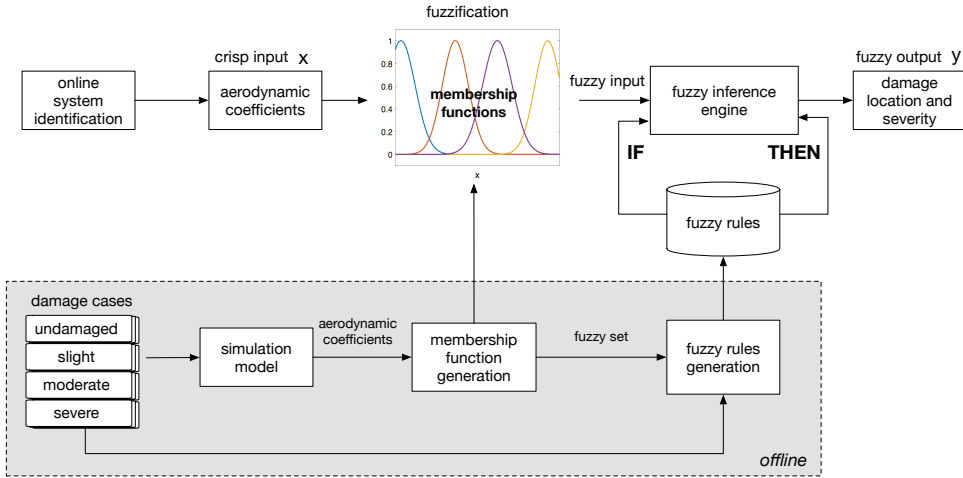 fuzzification
crisp input x
fuzzy output y
online
system
identification
aerodynamic
coefficients
1
0.8
0.6
0.4
0.2
0
membership
functions
x
fuzzy input
fuzzy inference
engine
damage
location and
severity
IF
THEN
fuzzy rules
damage cases
undamaged
slight
moderate
severe
simulation
model
aerodynamic
coefficients
membership
function
generation
fuzzy set
fuzzy rules
generation
offline